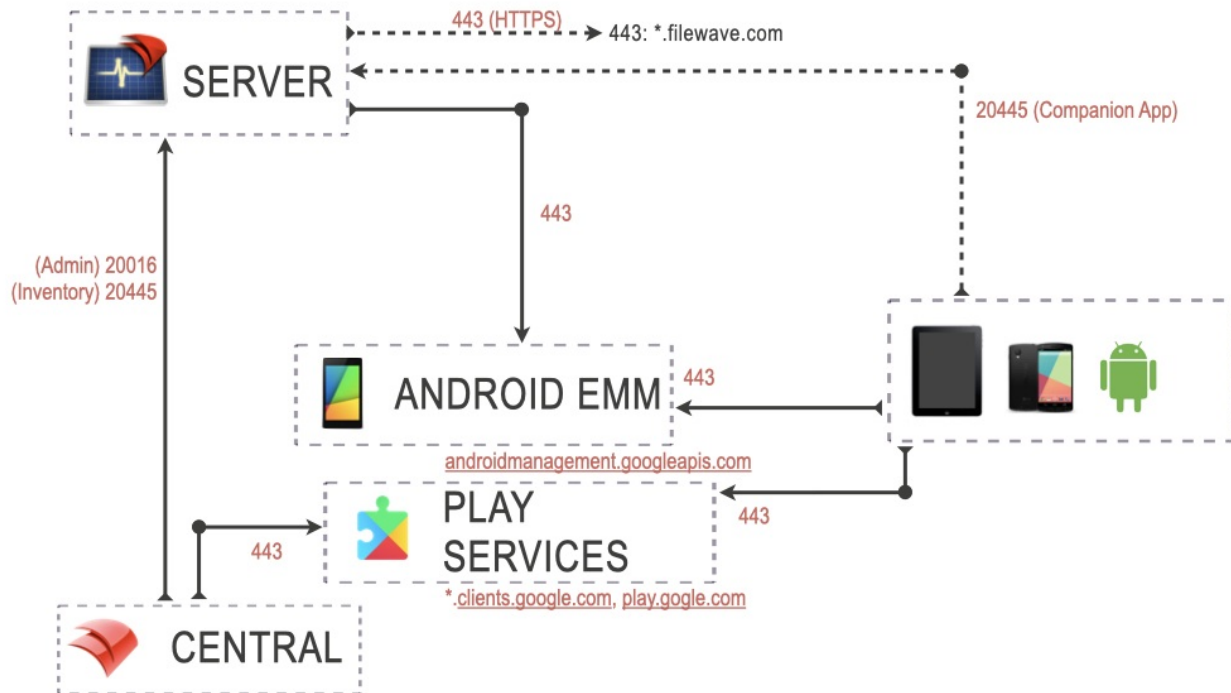 443 (HTTPS)
443: *.filewave.com
SERVER
20445 (Companion App)
443
(Admin) 20016
(Inventory) 20445
ANDROID EMM
443
androidmanagement.googleapis.com
PLAY
SERVICES
443
443
*.clients.google.com, play.gogle.com
CENTRAL